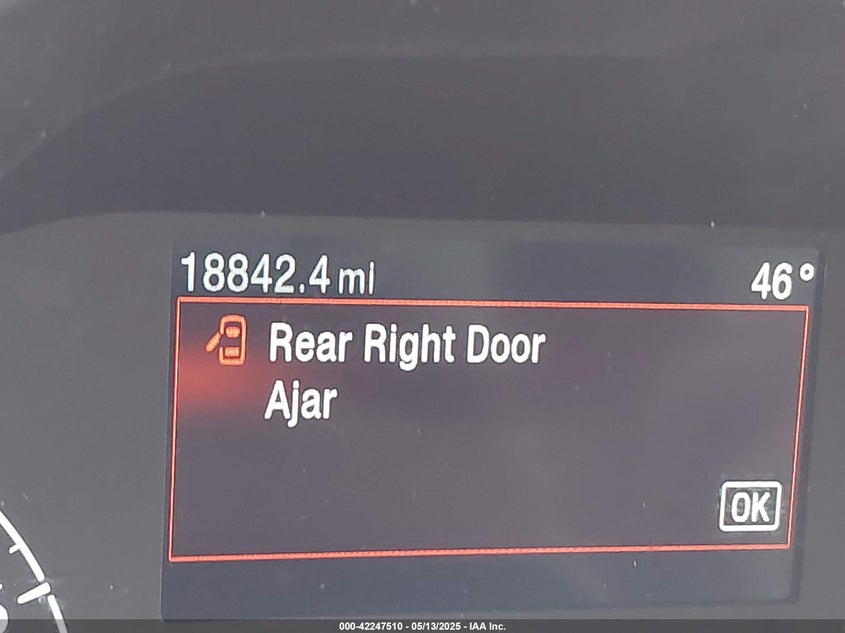 18842.4 mi 46°
Rear Right Door
Ajar
OK
000-42247510 - 05/13/2025 - IAA Inc.